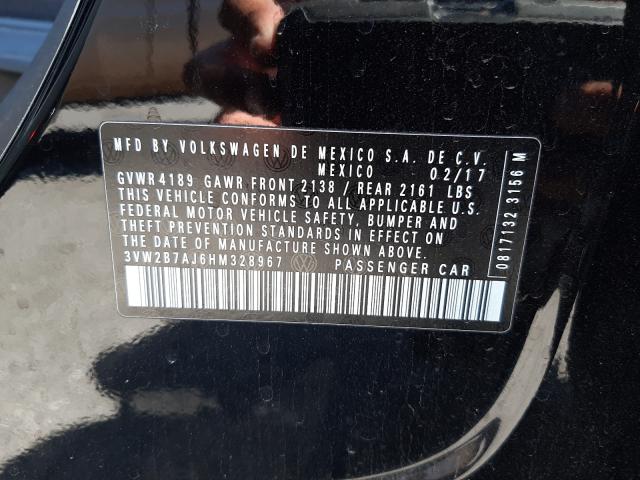 MFD BY VOLKSWAGEN DE MEXICO S.A. DE C.V.
MEXICO 02/17
GVWR 4189 GAWR FRONT 2138 / REAR 2161 LBS
THIS VEHICLE CONFORMS TO ALL APPLICABLE U.S.
FEDERAL MOTOR VEHICLE SAFETY, BUMPER AND
THEFT PREVENTION STANDARDS IN EFFECT ON
THE DATE OF MANUFACTURE SHOWN ABOVE.
3VW2B7AJ6HM328967 PASSENGER CAR
0817132 3156 M